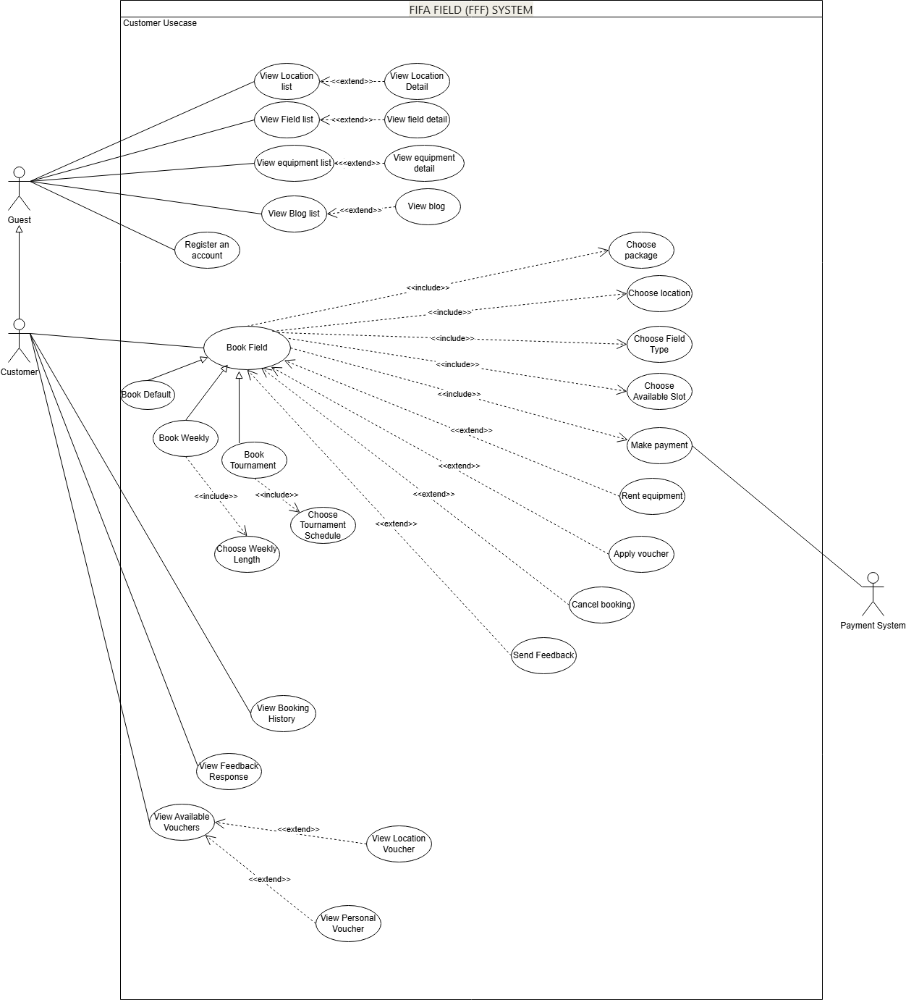 FIFA FIELD (FFF) SYSTEM
Customer Usecase
View Location
list
<<extend>>
View Location
Detail
View Field list
<<extend>>
View field detail
View equipment list
<<extend>>
View equipment
detail
View Blog list
<<extend>>
View blog
Guest
Register an
account
Choose
package
<<include>>
Choose location
<<include>>
Customer
Book Field
<<include>>
Choose Field
Type
<<include>>
Choose
Available Slot
Book Default
<<include>>
Book Weekly
<<extend>>
Make payment
Book
Tournament
<<extend>>
<<include>>
<<include>>
<<extend>>
Rent equipment
Choose
Tournament
Schedule
<<extend>>
Choose Weekly
Length
Apply voucher
Cancel booking
Payment System
Send Feedback
View Booking
History
View Feedback
Response
View Available
Vouchers
<<extend>>
View Location
Voucher
<<extend>>
View Personal
Voucher